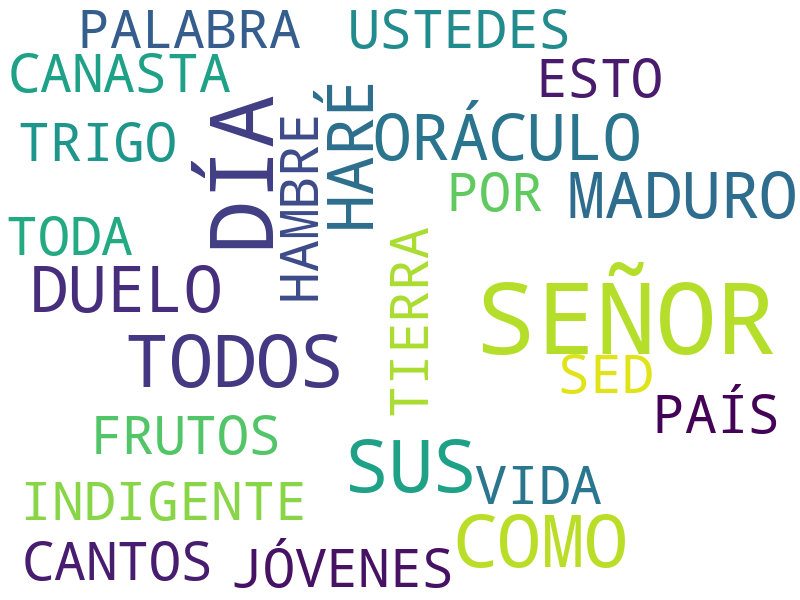 PALABRA
USTEDES
CANASTA
ESTO
TRIGO
DÍA
HAMBRE
HARÉ
ORÁCULO
POR
MADURO
TODA
DUELO
TIERRA
SEÑOR
TODOS
SED
PAÍS
FRUTOS
SUS
VIDA
INDIGENTE
COMO
CANTOS
JÓVENES